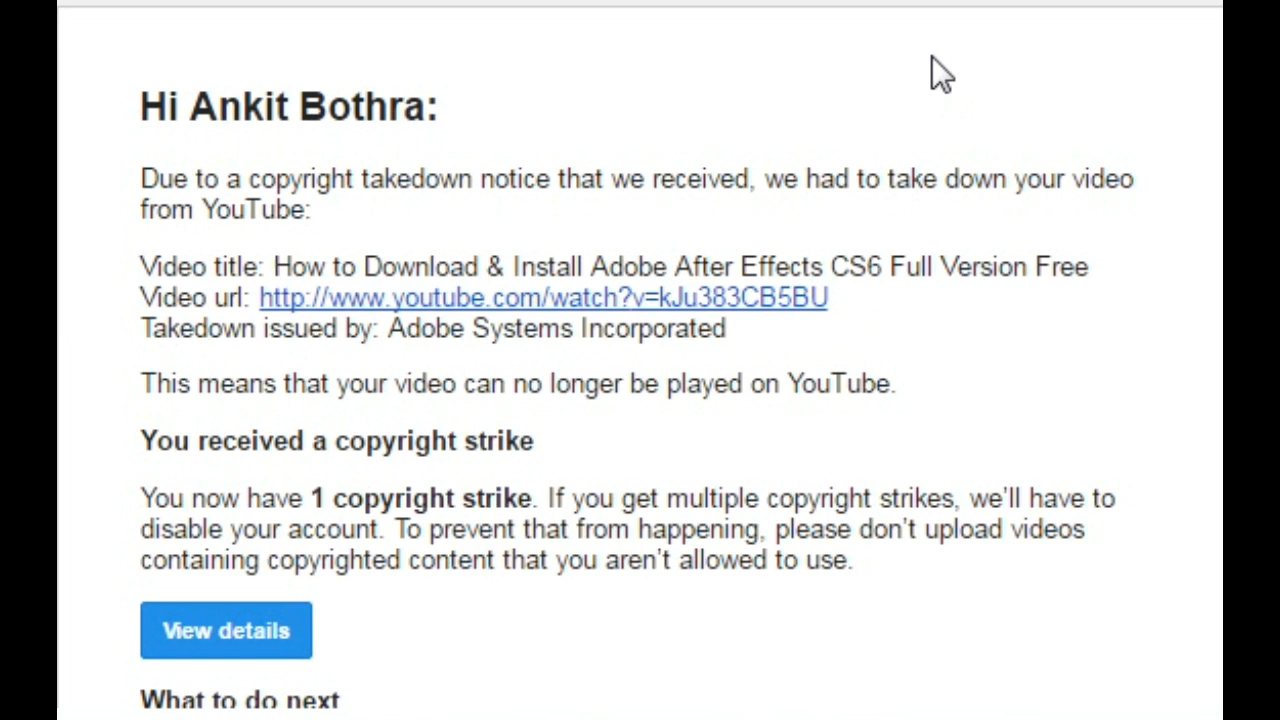 Hi Ankit Bothra:
Due to a copyright takedown notice that we received, we had to take down your video
from YouTube:
Video title: How to Download & Install Adobe After Effects CS6 Full Version Free
Video url: http://www.youtube.com/watch?v=kJu383CB5BU
Takedown issued by: Adobe Systems Incorporated
This means that your video can no longer be played on YouTube.
You received a copyright strike
You now have 1 copyright strike. If you get multiple copyright strikes, we’ll have to
disable your account. To prevent that from happening, please don’t upload videos
containing copyrighted content that you aren’t allowed to use.
View details
What to do next